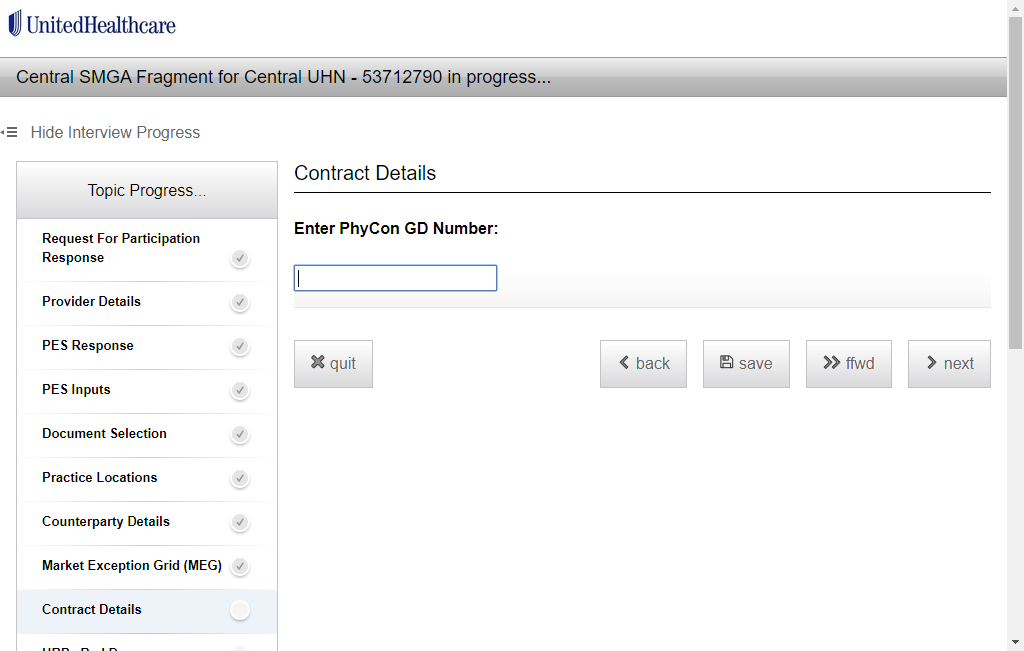 UnitedHealthcare
Central SMGA Fragment for Central UHN - 53712790 in progress...
Hide Interview Progress
Topic Progress...
Request For Participation
Response
Provider Details
PES Response
PES Inputs
Document Selection
Practice Locations
Counterparty Details
Market Exception Grid (MEG)
Contract Details
Contract Details
Enter PhyCon GD Number:
quit
back
save
ffwd
next